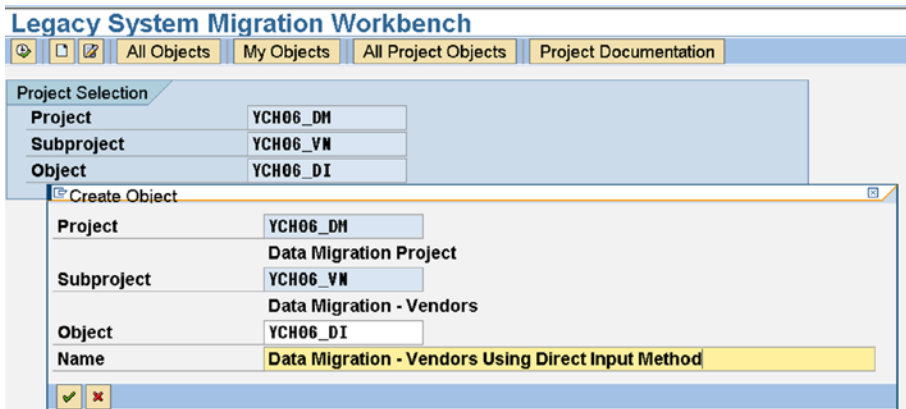 Legacy System Migration Workbench
All Objects My Objects All Project Objects Project Documentation
Project Selection
Project YCH06_DM
Subproject YCH06_VN
Object YCH06_DI
Create Object
Project YCH06_DM
Data Migration Project
Subproject YCH06_VN
Data Migration - Vendors
Object YCH06_DI
Name Data Migration - Vendors Using Direct Input Method